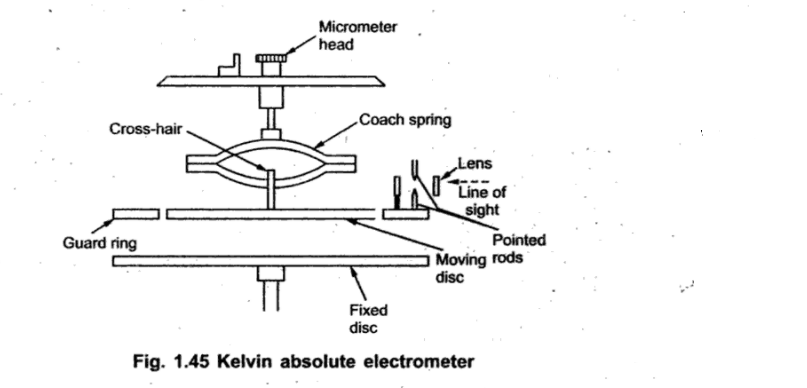 Micrometer
head
Cross-hair
Coach spring
Lens
Line of
sight
Guard ring
Pointed
rods
Moving
disc
Fixed
disc
Fig. 1.45 Kelvin absolute electrometer